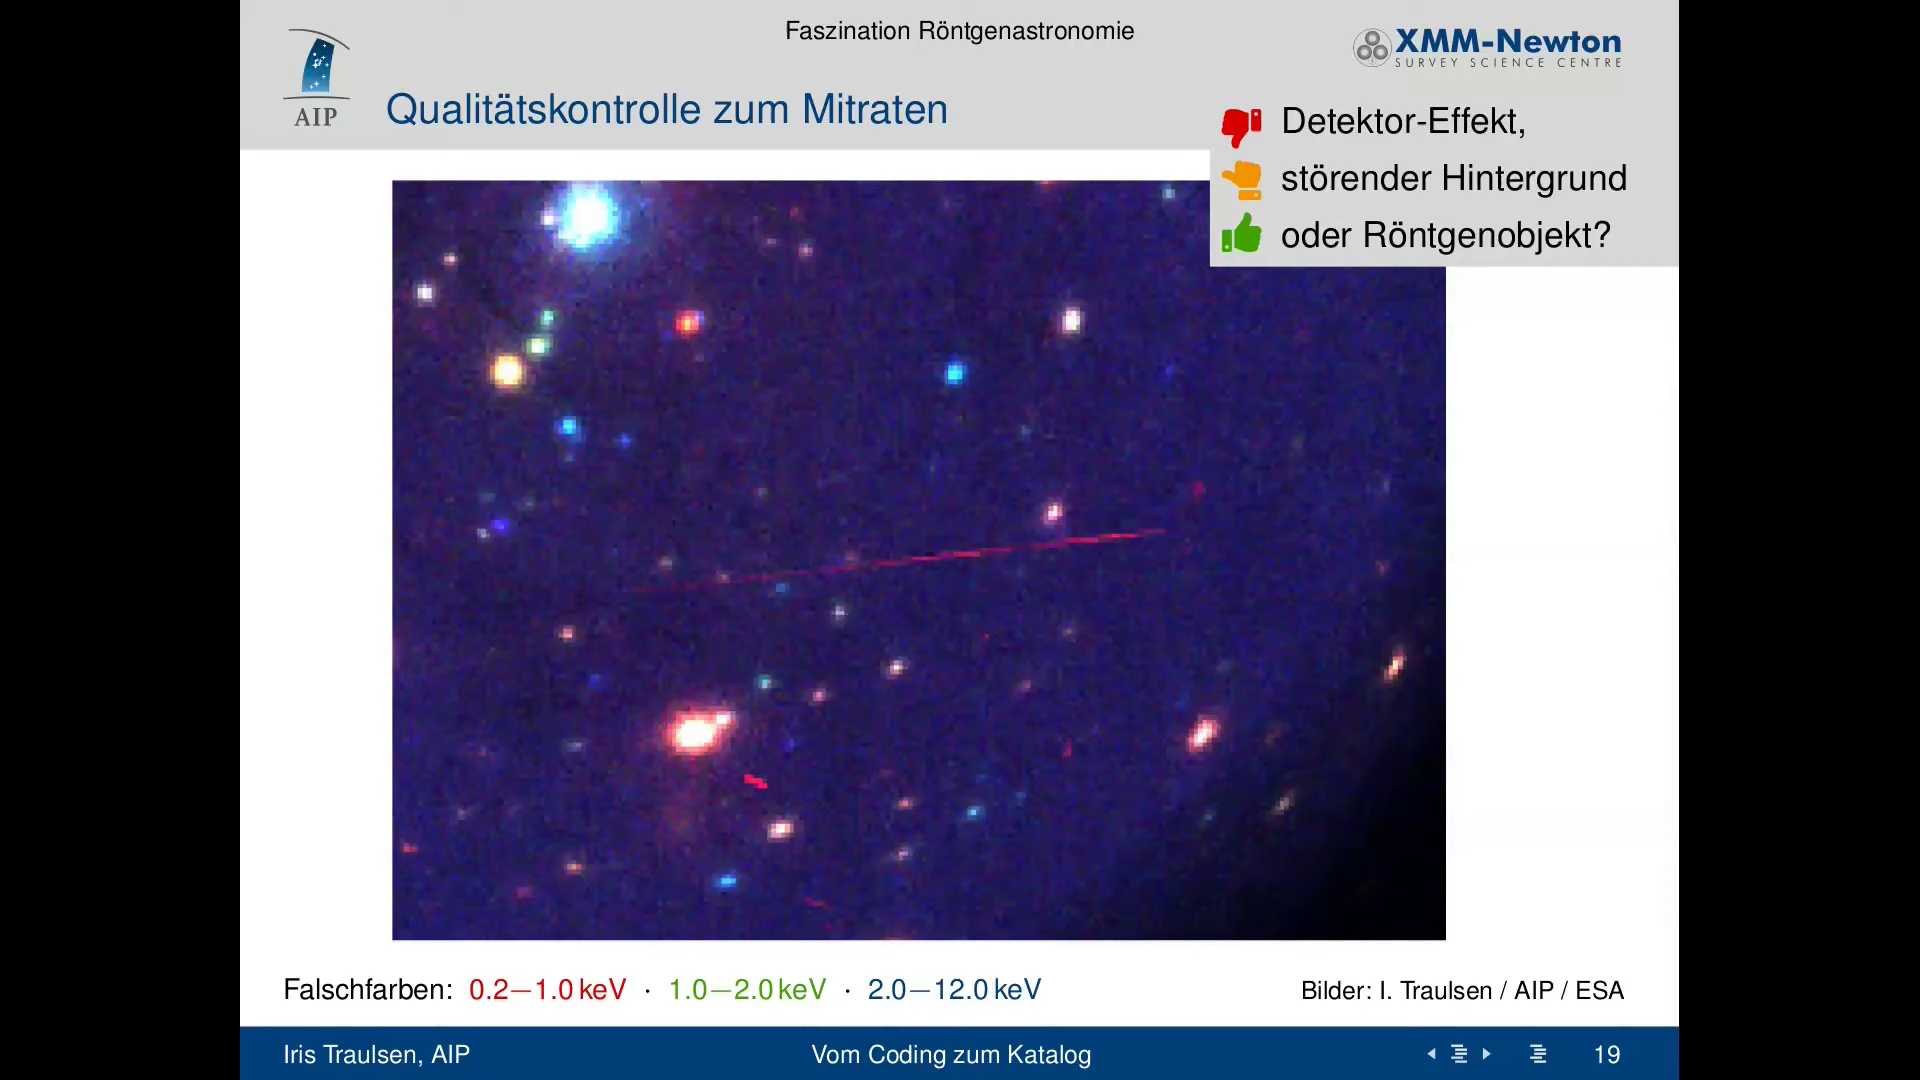 Faszination Röntgenastronomie
XMM-Newton
SURVEY SCIENCE CENTRE
AIP
Qualitätskontrolle zum Mitraten
Detektor-Effekt,
störender Hintergrund
oder Röntgenobjekt?
Falschfarben: 0.2—1.0 keV · 1.0—2.0 keV · 2.0—12.0 keV
Bilder: I. Traulsen / AIP / ESA
Iris Traulsen, AIP
Vom Coding zum Katalog
19